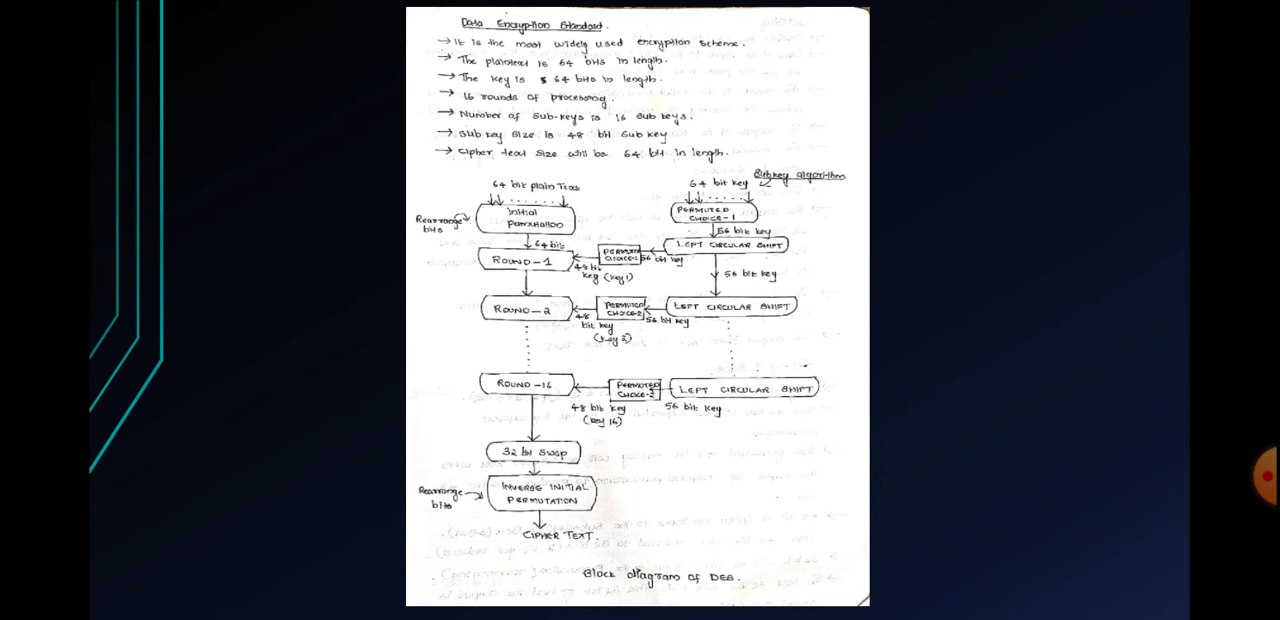 Data Encryption Standard.
→ It is the most widely used encryption scheme.
→ The plaintext is 64 bits in length.
→ The key is 64 bits in length.
→ 16 rounds of processing.
→ Number of sub-keys is 16 sub keys.
→ Sub key size is 48 bit sub key
→ cipher text size will be 64 bit in length.
Subkey algorithm
64 bit plain Text
64 bit key
Rearrange bits
Initial Permutation
PERMUTED CHOICE-1
64 bit
56 bit key
ROUND-1
PERMUTED CHOICE-2
56 bit key
LEFT CIRCULAR SHIFT
48 bit key (key 1)
56 bit key
ROUND-2
PERMUTED CHOICE-2
LEFT CIRCULAR SHIFT
48 bit key (key 2)
56 bit key
ROUND-16
PERMUTED CHOICE-2
LEFT CIRCULAR SHIFT
48 bit key (key 16)
56 bit key
32 bit swap
Rearrange bits
INVERSE INITIAL PERMUTATION
CIPHER TEXT.
Block diagram of DES.